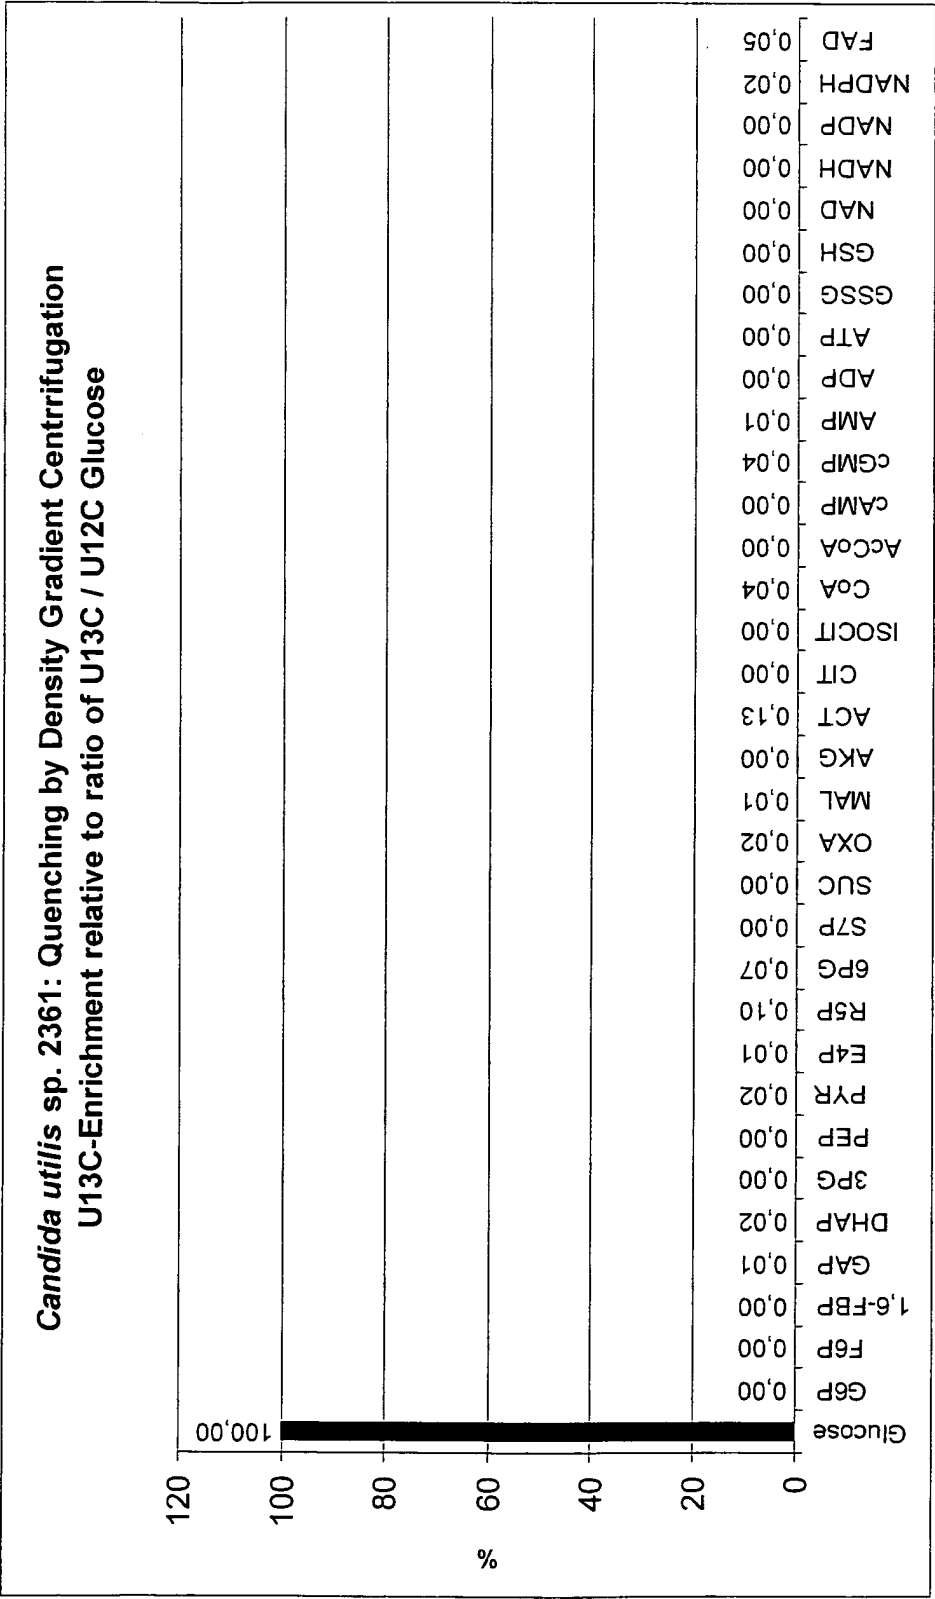 Candida utilis sp. 2361: Quenching by Density Gradient Centrrifugation
U13C-Enrichment relative to ratio of U13C / U12C Glucose
120
100
80
60
40
20
0
%
100,00
0,00
0,00
0,00
0,01
0,02
0,00
0,00
0,02
0,01
0,10
0,07
0,00
0,00
0,02
0,01
0,00
0,13
0,00
0,00
0,04
0,00
0,00
0,04
0,01
0,00
0,00
0,00
0,00
0,00
0,00
0,00
0,02
0,05
Glucose
G6P
F6P
1,6-FBP
GAP
DHAP
3PG
PEP
PYR
E4P
R5P
6PG
S7P
SUC
OXA
MAL
AKG
ACT
CIT
ISOCIT
CoA
AcCoA
cAMP
cGMP
AMP
ADP
ATP
GSSG
GSH
NAD
NADH
NADP
NADPH
FAD